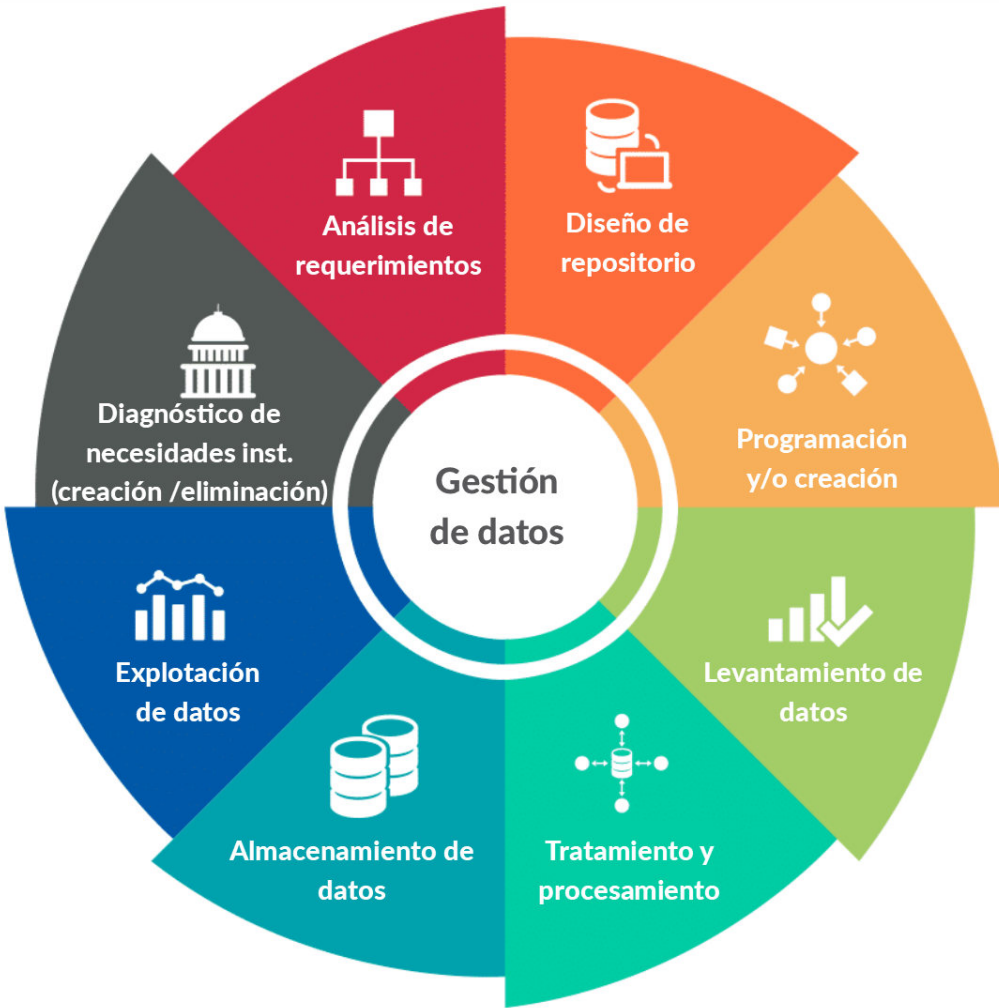 Análisis de
requerimientos
Diseño de
repositorio
Programación
y/o creación
Levantamiento de
datos
Tratamiento y
procesamiento
Almacenamiento de
datos
Explotación
de datos
Diagnóstico de
necesidades inst.
(creación /eliminación)
Gestión
de datos